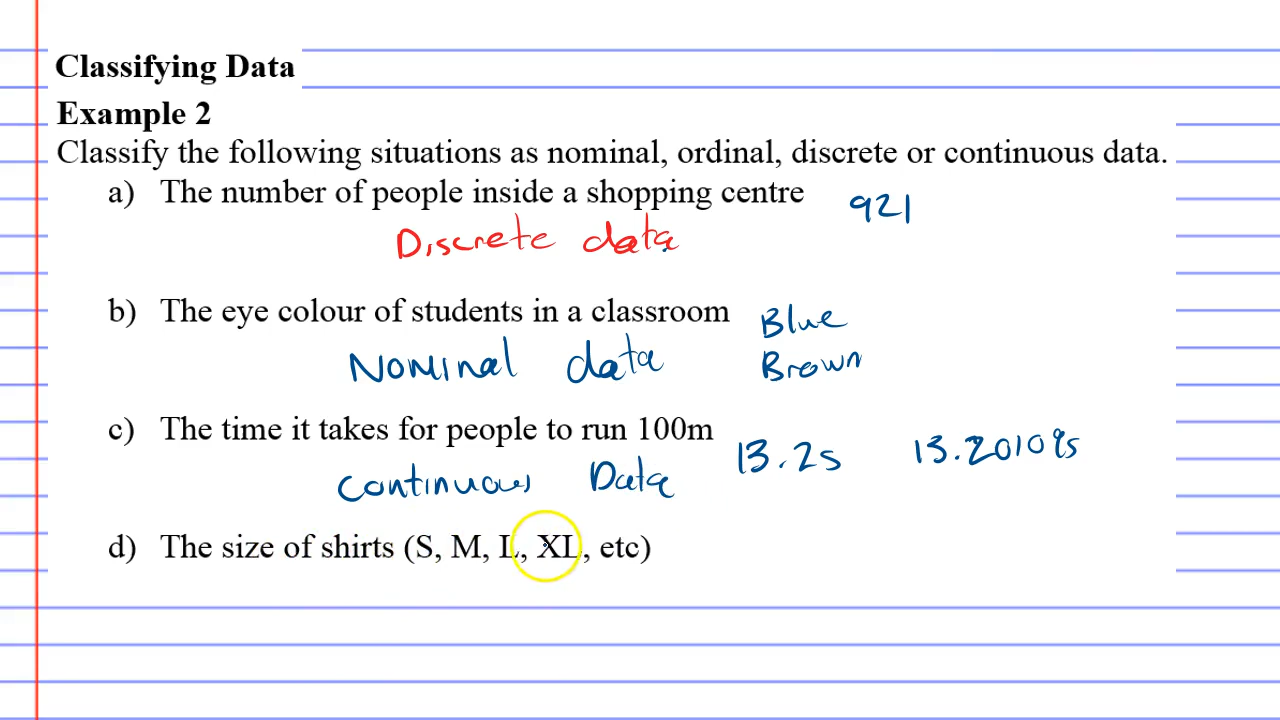 Classifying Data
Example 2
Classify the following situations as nominal, ordinal, discrete or continuous data.
a) The number of people inside a shopping centre 921
Discrete data
b) The eye colour of students in a classroom Blue
Nominal data Brown
c) The time it takes for people to run 100m
Continuous Data 13.2s 13.20109s
d) The size of shirts (S, M, L, XL, etc)